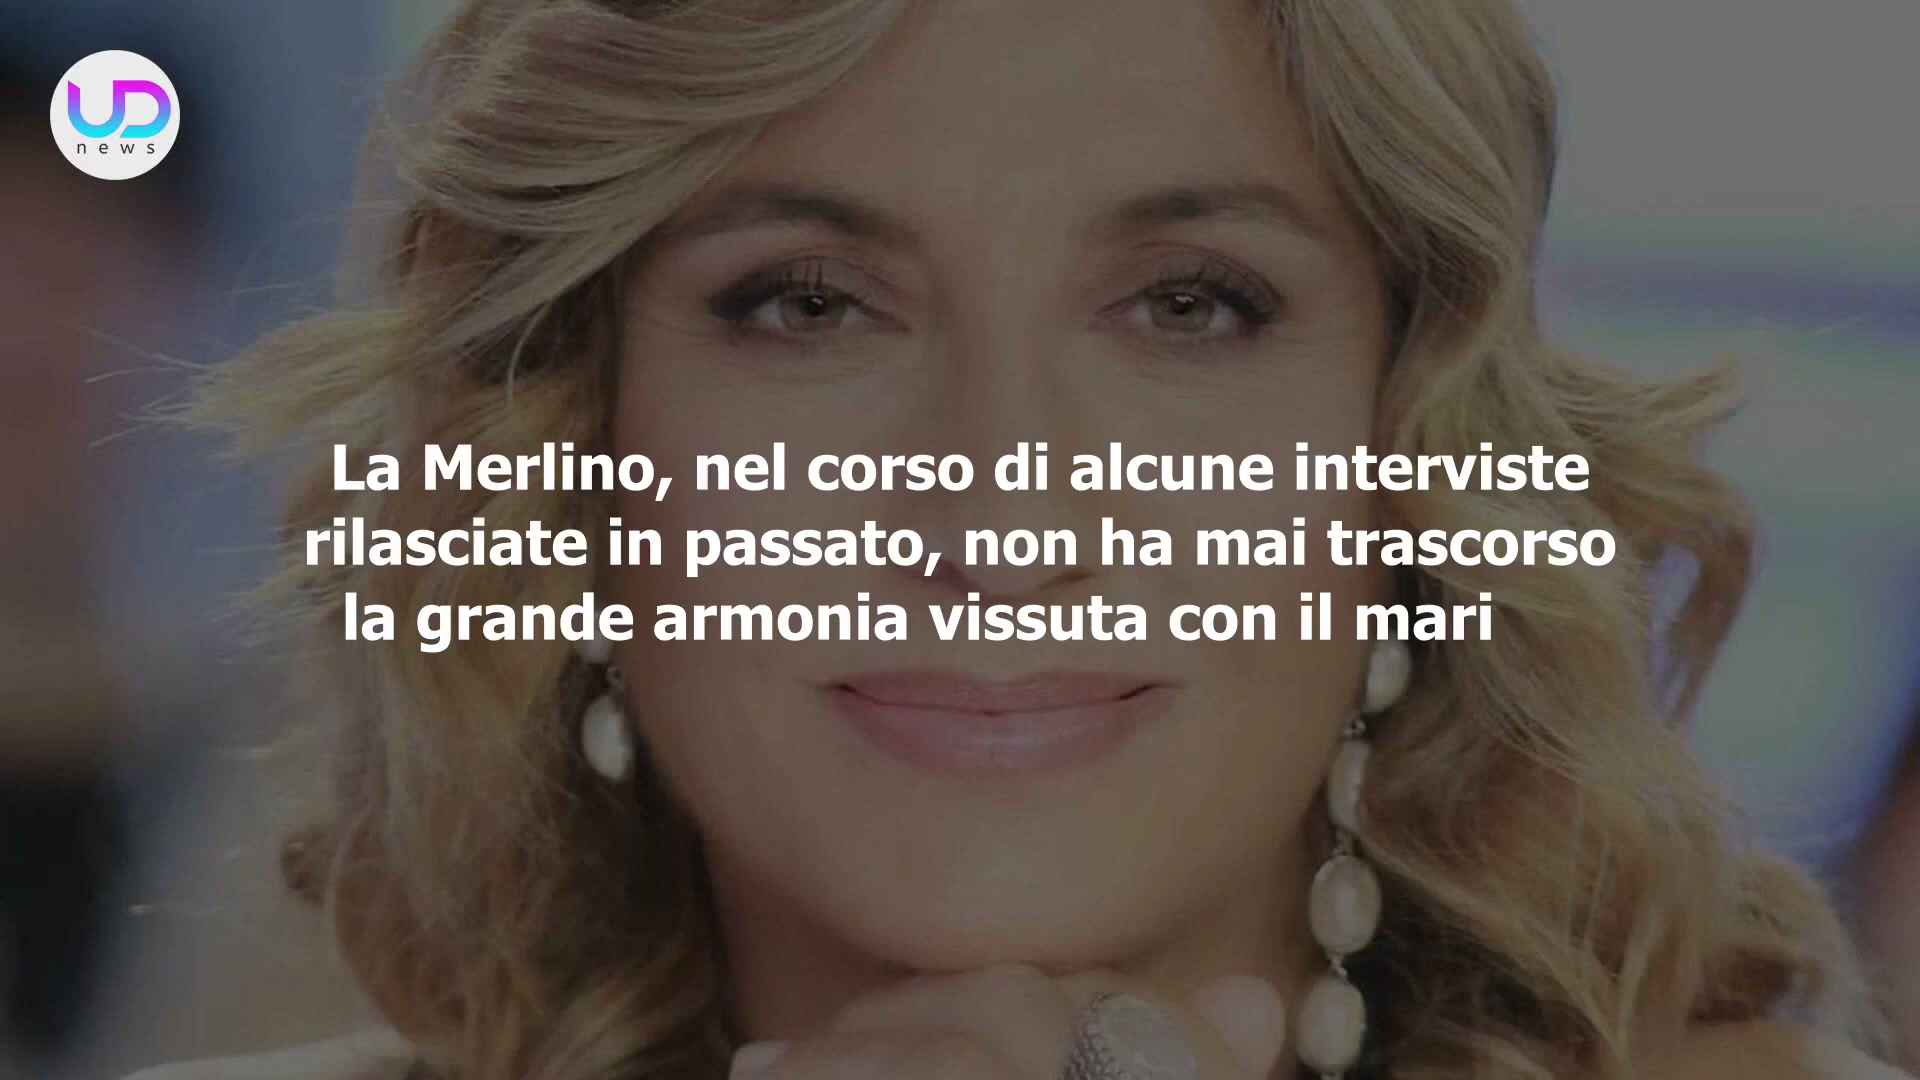 UD
news
La Merlino, nel corso di alcune interviste
rilasciate in passato, non ha mai trascorso
la grande armonia vissuta con il mari